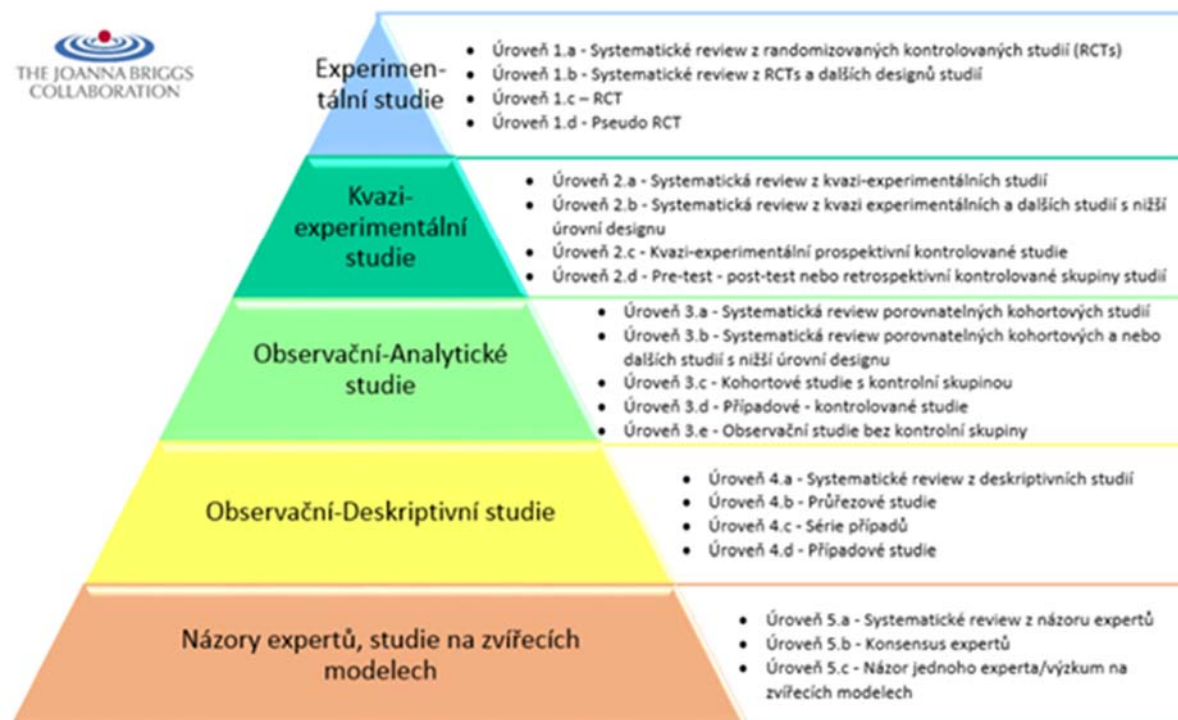 THE JOANNA BRIGGS
COLLABORATION
Experimen-
tální studie
• Úroveň 1.a - Systematické review z randomizovaných kontrolovaných studií (RCTs)
• Úroveň 1.b - Systematické review z RCTs a dalších designů studií
• Úroveň 1.c – RCT
• Úroveň 1.d - Pseudo RCT
Kvazi-
experimentální
studie
• Úroveň 2.a - Systematická review z kvazi-experimentálních studií
• Úroveň 2.b - Systematická review z kvazi experimentálních a dalších studií s nižší
úrovní designu
• Úroveň 2.c - Kvazi-experimentální prospektivní kontrolované studie
• Úroveň 2.d - Pre-test - post-test nebo retrospektivní kontrolované skupiny studií
Observační-Analytické
studie
• Úroveň 3.a - Systematická review porovnatelných kohortových studií
• Úroveň 3.b - Systematická review porovnatelných kohortových a nebo
dalších studií s nižší úrovní designu
• Úroveň 3.c - Kohortové studie s kontrolní skupinou
• Úroveň 3.d - Případové - kontrolované studie
• Úroveň 3.e - Observační studie bez kontrolní skupiny
Observační-Deskriptivní studie
• Úroveň 4.a - Systematické review z deskriptivních studií
• Úroveň 4.b - Průřezové studie
• Úroveň 4.c - Série případů
• Úroveň 4.d - Případové studie
Názory expertů, studie na zvířecích
modelech
• Úroveň 5.a - Systematické review z názoru expertů
• Úroveň 5.b - Konsensus expertů
• Úroveň 5.c - Názor jednoho experta/výzkum na
zvířecích modelech